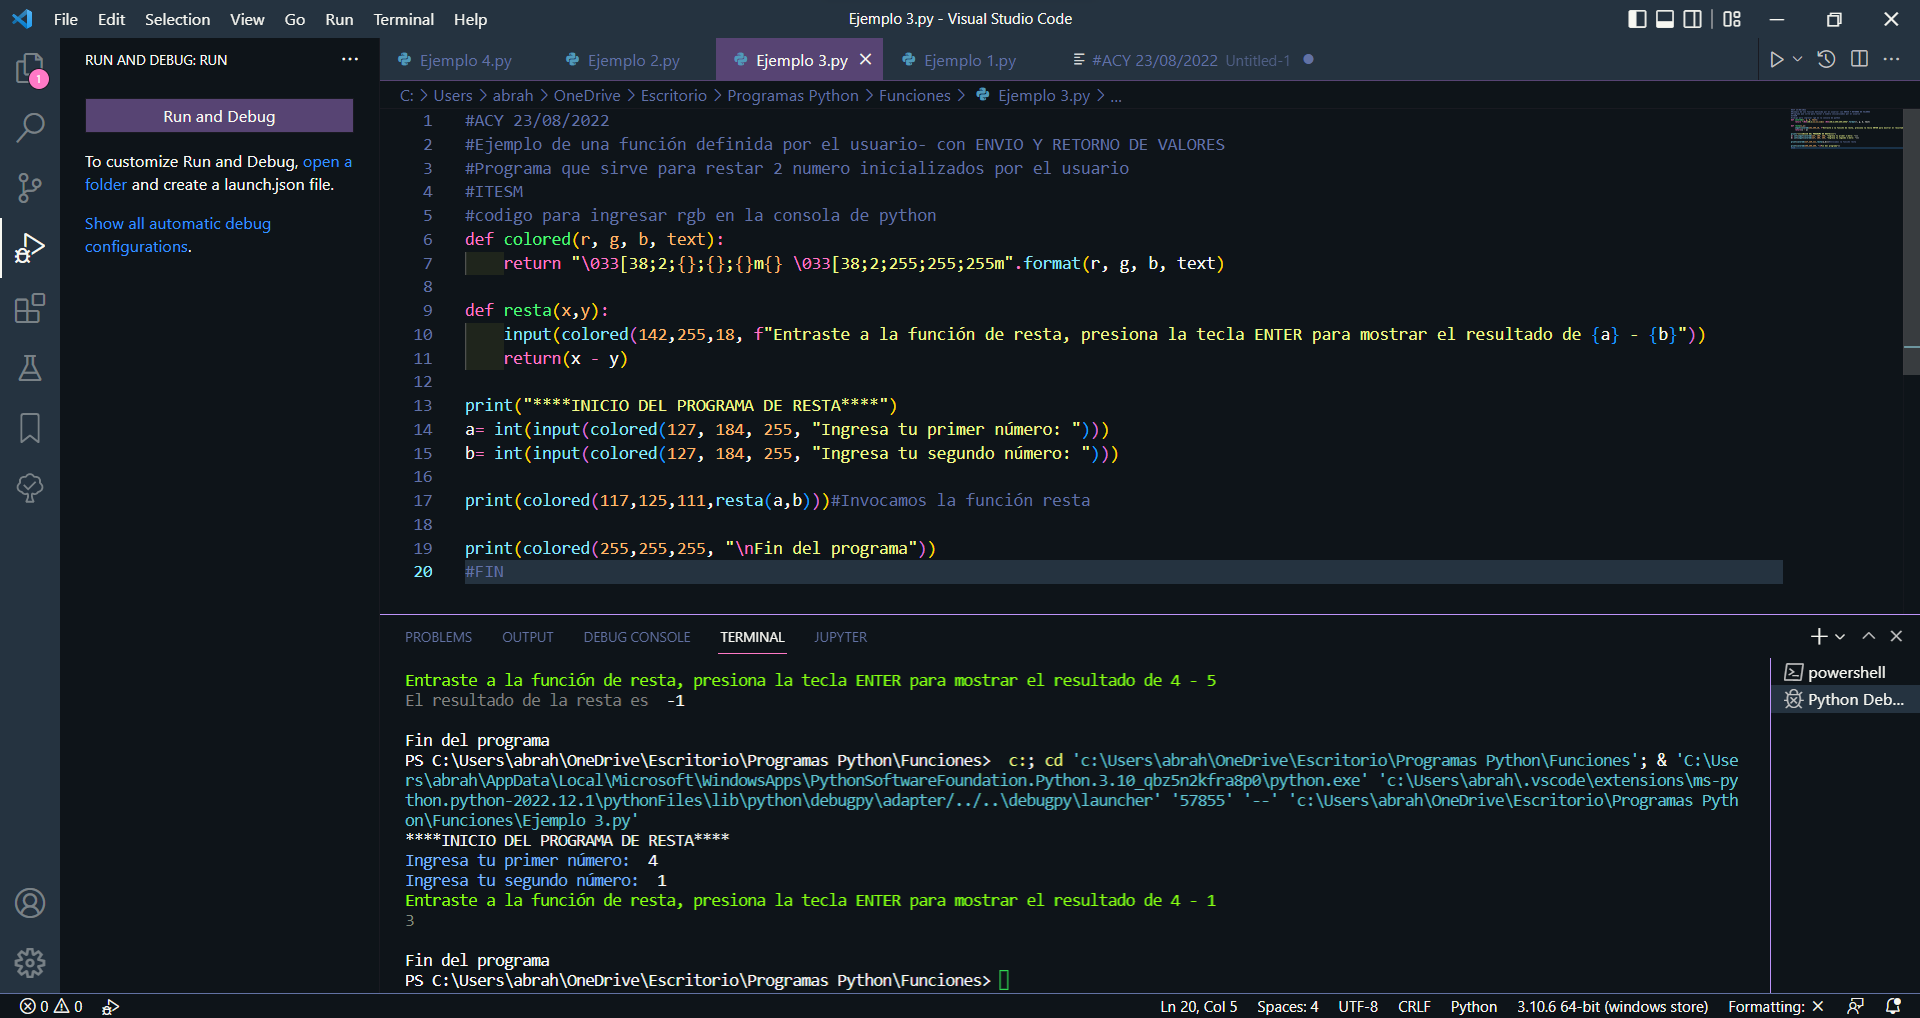 File Edit Selection View Go Run Terminal Help
Ejemplo 3.py - Visual Studio Code
RUN AND DEBUG: RUN
Ejemplo 4.py
Ejemplo 2.py
Ejemplo 3.py
Ejemplo 1.py
#ACY 23/08/2022 Untitled-1
1
Run and Debug
To customize Run and Debug, open a
folder and create a launch.json file.
Show all automatic debug
configurations.
C: > Users > abrah > OneDrive > Escritorio > Programas Python > Funciones > Ejemplo 3.py > ...
1 #ACY 23/08/2022
2 #Ejemplo de una función definida por el usuario- con ENVIO Y RETORNO DE VALORES
3 #Programa que sirve para restar 2 numero inicializados por el usuario
4 #ITESM
5 #codigo para ingresar rgb en la consola de python
6 def colored(r, g, b, text):
7     return "\033[38;2;{};{};{}m{} \033[38;2;255;255;255m".format(r, g, b, text)
8
9 def resta(x,y):
10     input(colored(142,255,18, f"Entraste a la función de resta, presiona la tecla ENTER para mostrar el resultado de {a} - {b}"))
11     return(x - y)
12
13 print("****INICIO DEL PROGRAMA DE RESTA****")
14 a= int(input(colored(127, 184, 255, "Ingresa tu primer número: ")))
15 b= int(input(colored(127, 184, 255, "Ingresa tu segundo número: ")))
16
17 print(colored(117,125,111,resta(a,b)))#Invocamos la función resta
18
19 print(colored(255,255,255, "\nFin del programa"))
20 #FIN
PROBLEMS OUTPUT DEBUG CONSOLE TERMINAL JUPYTER
powershell
Python Deb...
Entraste a la función de resta, presiona la tecla ENTER para mostrar el resultado de 4 - 5
El resultado de la resta es  -1
Fin del programa
PS C:\Users\abrah\OneDrive\Escritorio\Programas Python\Funciones>  c:; cd 'c:\Users\abrah\OneDrive\Escritorio\Programas Python\Funciones'; & 'C:\Use
rs\abrah\AppData\Local\Microsoft\WindowsApps\PythonSoftwareFoundation.Python.3.10_qbz5n2kfra8p0\python.exe' 'c:\Users\abrah\.vscode\extensions\ms-py
thon.python-2022.12.1\pythonFiles\lib\python\debugpy\adapter/../..\debugpy\launcher' '57855' '--' 'c:\Users\abrah\OneDrive\Escritorio\Programas Pyth
on\Funciones\Ejemplo 3.py'
****INICIO DEL PROGRAMA DE RESTA****
Ingresa tu primer número:  4
Ingresa tu segundo número:  1
Entraste a la función de resta, presiona la tecla ENTER para mostrar el resultado de 4 - 1
3
Fin del programa
PS C:\Users\abrah\OneDrive\Escritorio\Programas Python\Funciones>
0 0 Ln 20, Col 5 Spaces: 4 UTF-8 CRLF Python 3.10.6 64-bit (windows store) Formatting: ×